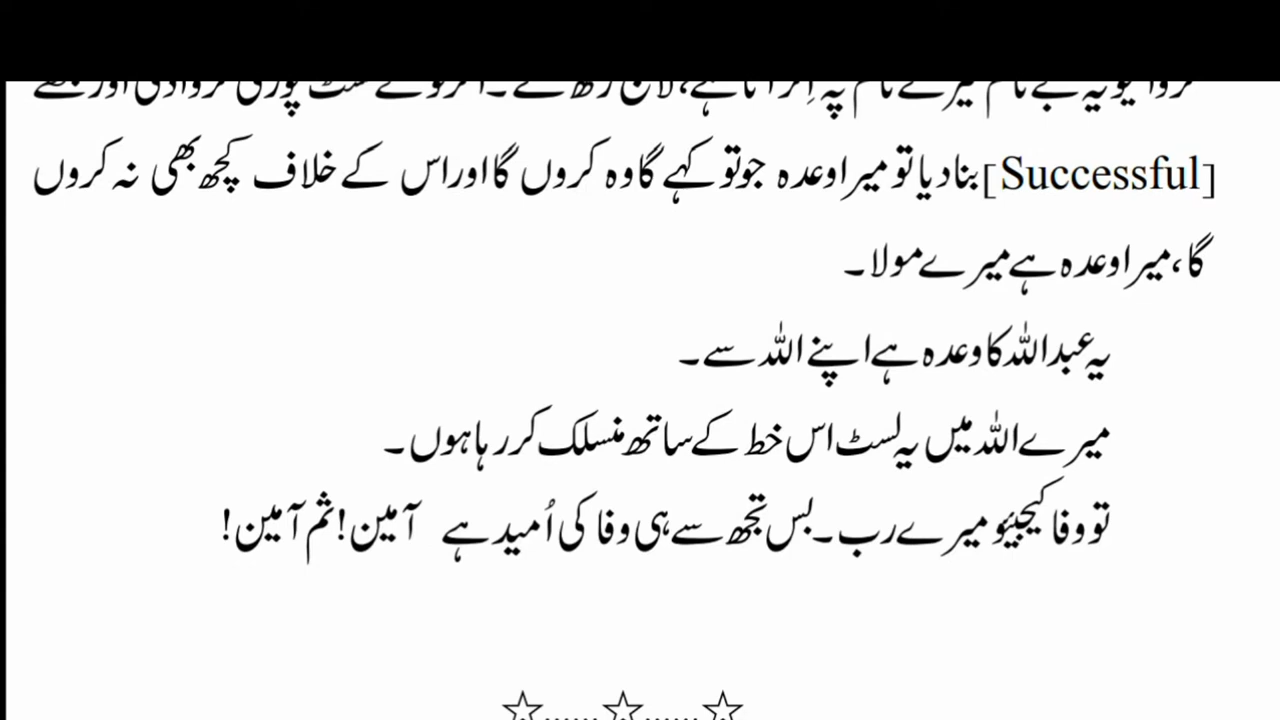 [Successful] بنا دیا تو میرا وعدہ جو تو کہے گا وہ کروں گا اور اس کے خلاف کچھ بھی نہ کروں
گا، میرا وعدہ ہے میرے مولا۔
یہ عبداللہ کا وعدہ ہے اپنے اللہ سے۔
میرے اللہ میں یہ لسٹ اس خط کے ساتھ منسلک کر رہا ہوں۔
تو وفا کیجیئو میرے رب۔ بس تجھ سے ہی وفا کی اُمید ہے آمین! ثم آمین!
☆......☆......☆